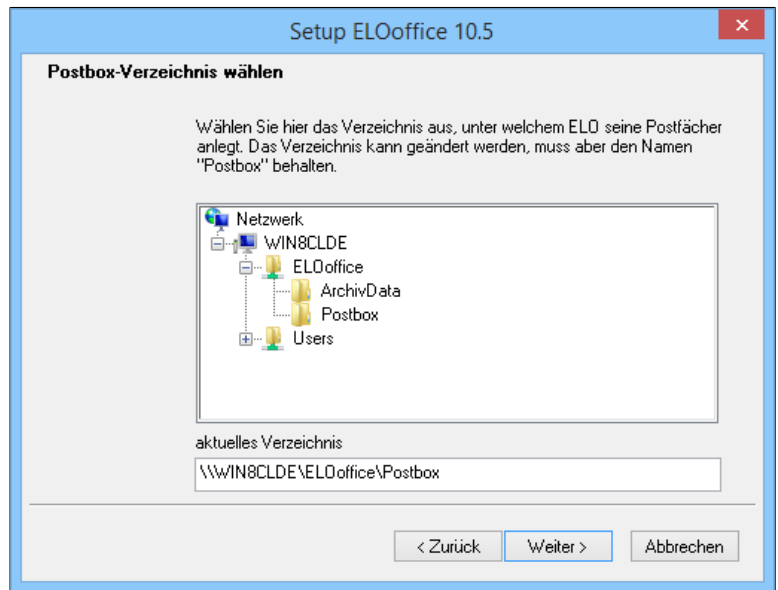 Setup ELOoffice 10.5
Postbox-Verzeichnis wählen
Wählen Sie hier das Verzeichnis aus, unter welchem ELO seine Postfächer
anlegt. Das Verzeichnis kann geändert werden, muss aber den Namen
"Postbox" behalten.
Netzwerk
WIN8CLDE
ELOoffice
ArchivData
Postbox
Users
aktuelles Verzeichnis
\\WIN8CLDE\ELOoffice\Postbox
< Zurück Weiter > Abbrechen